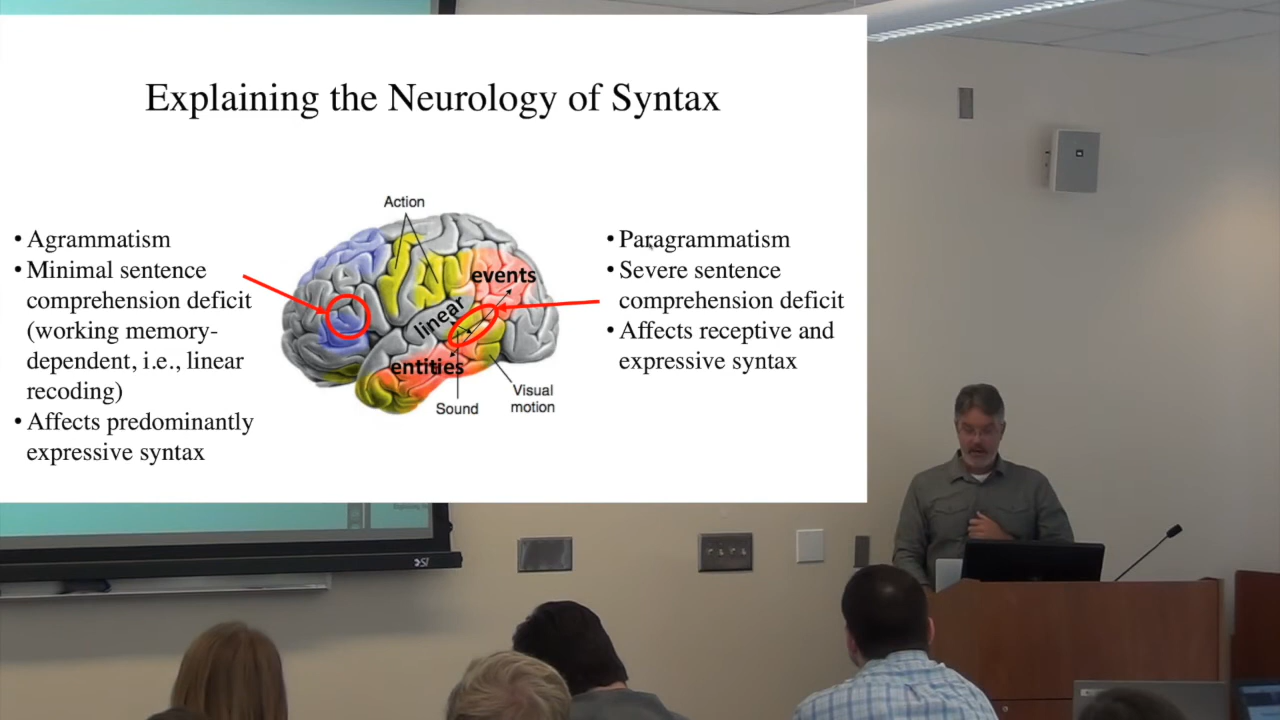 Explaining the Neurology of Syntax
• Agrammatism
• Minimal sentence
comprehension deficit
(working memory-
dependent, i.e., linear
recoding)
• Affects predominantly
expressive syntax
Action
events
linear
entities
Sound
Visual
motion
• Paragrammatism
• Severe sentence
comprehension deficit
• Affects receptive and
expressive syntax